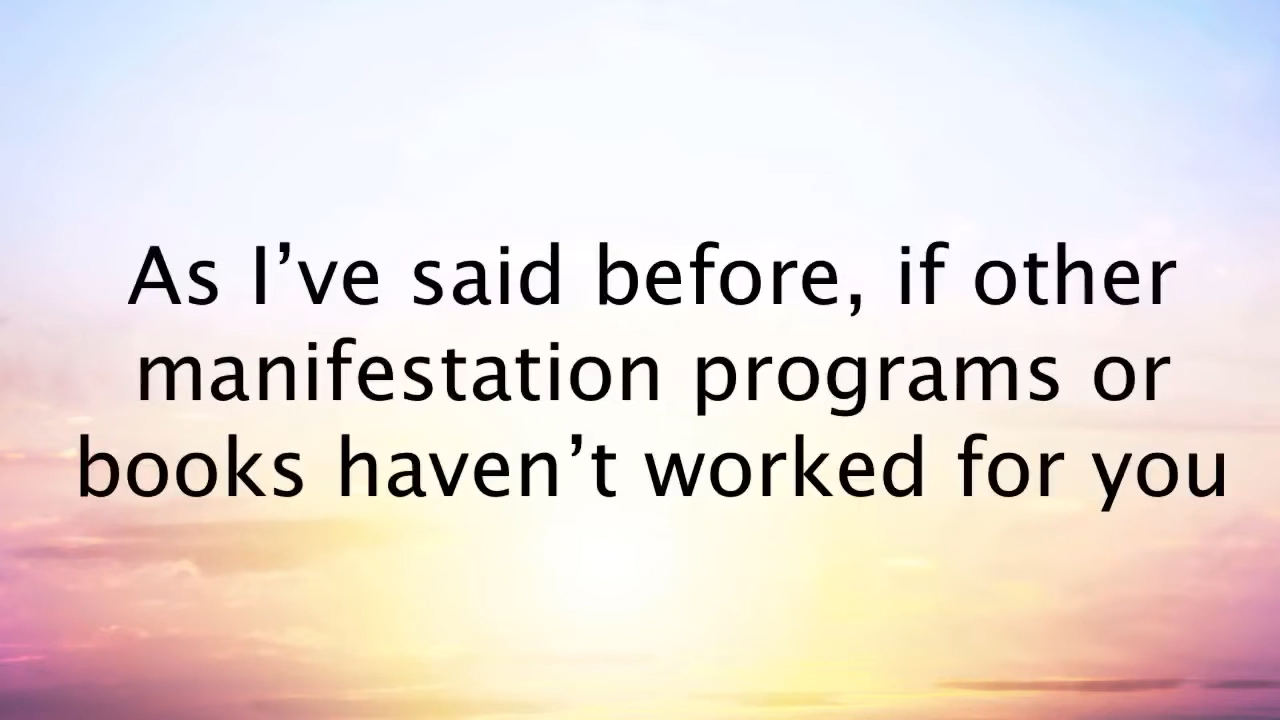 As I’ve said before, if other
manifestation programs or
books haven’t worked for you